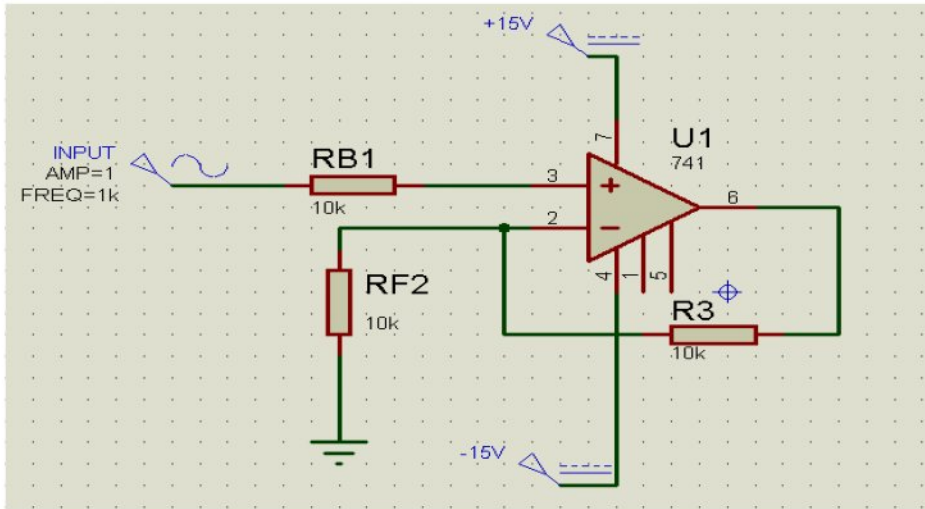 +15V
U1
741
7
INPUT
AMP=1
FREQ=1k
RB1
10k
3
2
6
4
1
5
RF2
10k
R3
10k
-15V